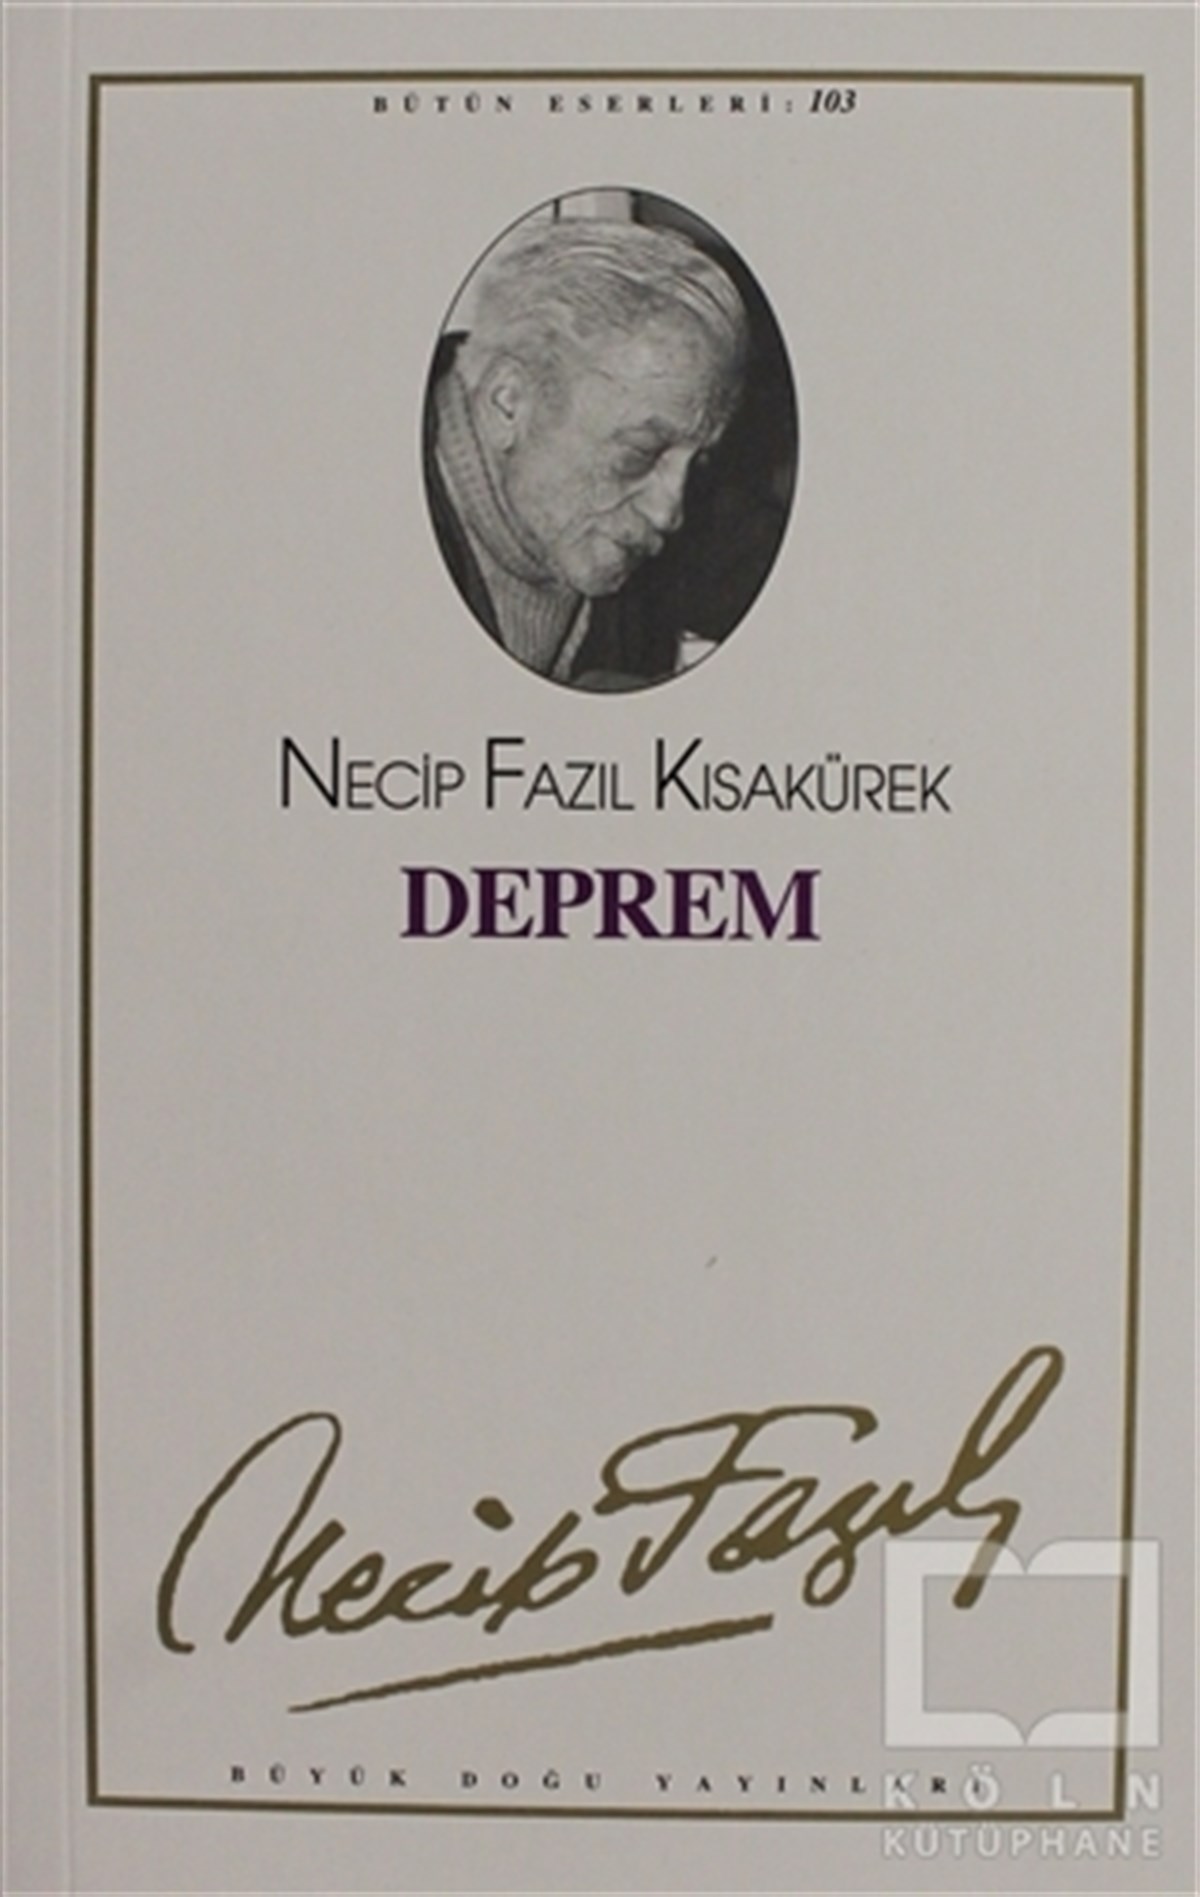 BÜTÜN ESERLERİ: 103
NECİP FAZIL KISAKÜREK
DEPREM
Necip Fazıl
BÜYÜK DOĞU YAYINLARI
KÖLN
KÜTÜPHANE